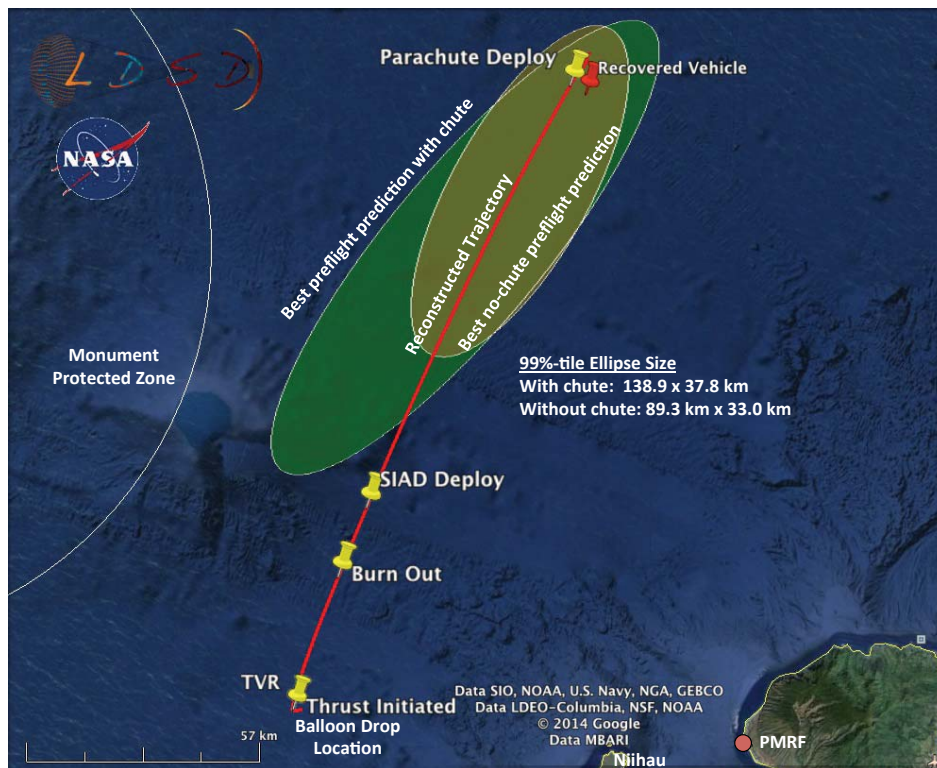 LDSD
NASA
Parachute Deploy
Recovered Vehicle
Best preflight prediction with chute
Reconstructed Trajectory
Best no-chute preflight prediction
Monument
Protected Zone
99%-tile Ellipse Size
With chute: 138.9 x 37.8 km
Without chute: 89.3 km x 33.0 km
SIAD Deploy
Burn Out
TVR
Thrust Initiated
Balloon Drop
Location
57 km
Data SIO, NOAA, U.S. Navy, NGA, GEBCO
Data LDEO-Columbia, NSF, NOAA
© 2014 Google
Data MBARI
Niihau
PMRF